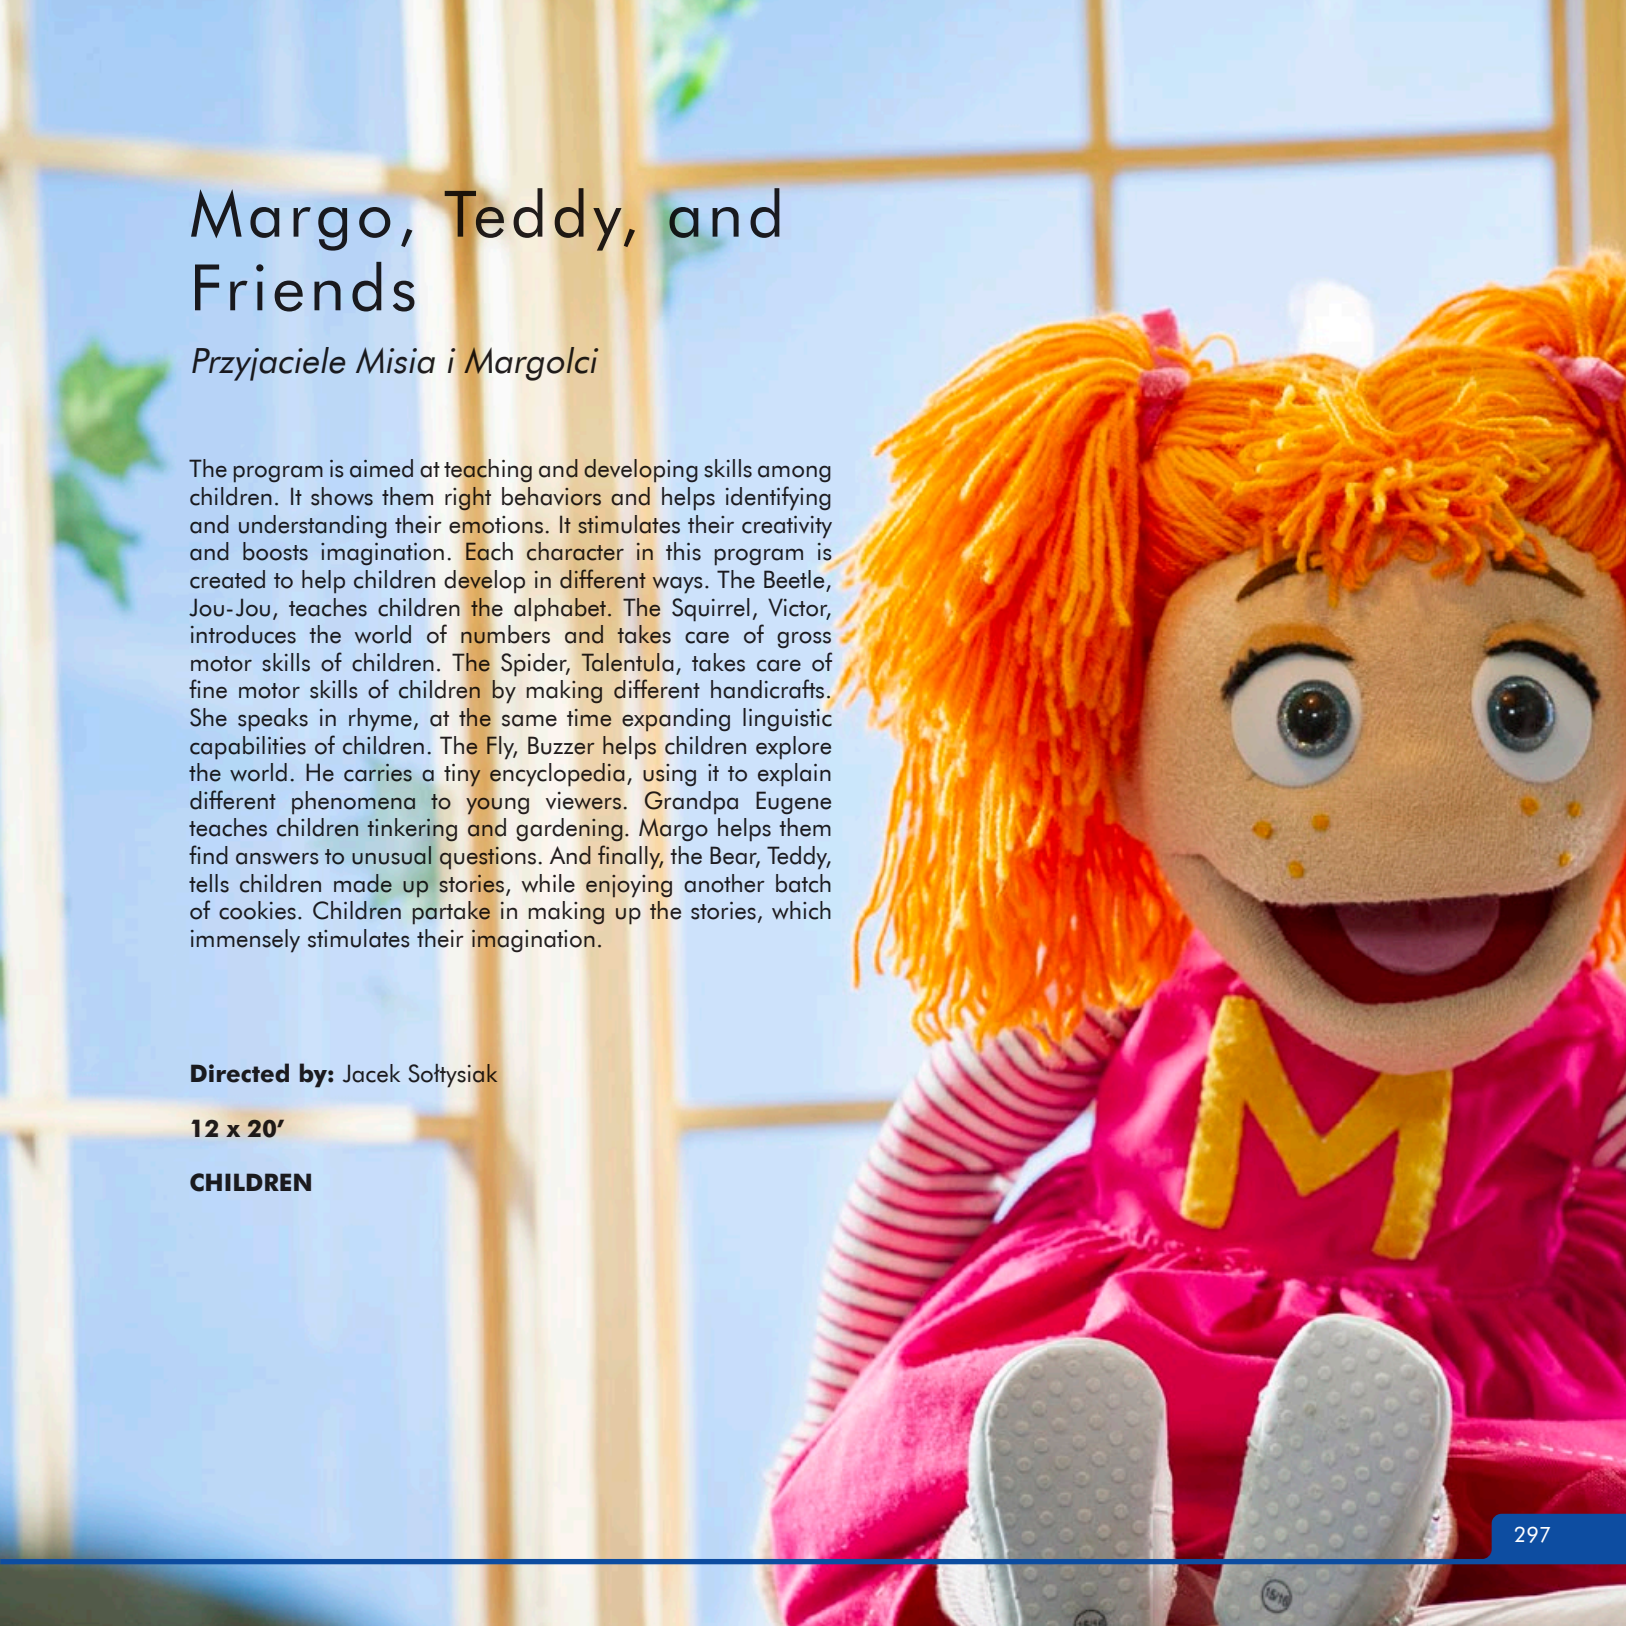 Margo, Teddy, and
Friends
Przyjaciele Misia i Margolci
The program is aimed at teaching and developing skills among
children. It shows them right behaviors and helps identifying
and understanding their emotions. It stimulates their creativity
and boosts imagination. Each character in this program is
created to help children develop in different ways. The Beetle,
Jou-Jou, teaches children the alphabet. The Squirrel, Victor,
introduces the world of numbers and takes care of gross
motor skills of children. The Spider, Talentula, takes care of
fine motor skills of children by making different handicrafts.
She speaks in rhyme, at the same time expanding linguistic
capabilities of children. The Fly, Buzzer helps children explore
the world. He carries a tiny encyclopedia, using it to explain
different phenomena to young viewers. Grandpa Eugene
teaches children tinkering and gardening. Margo helps them
find answers to unusual questions. And finally, the Bear, Teddy,
tells children made up stories, while enjoying another batch
of cookies. Children partake in making up the stories, which
immensely stimulates their imagination.
Directed by: Jacek Sołtysiak
12 x 20’
CHILDREN
M
15/16
297